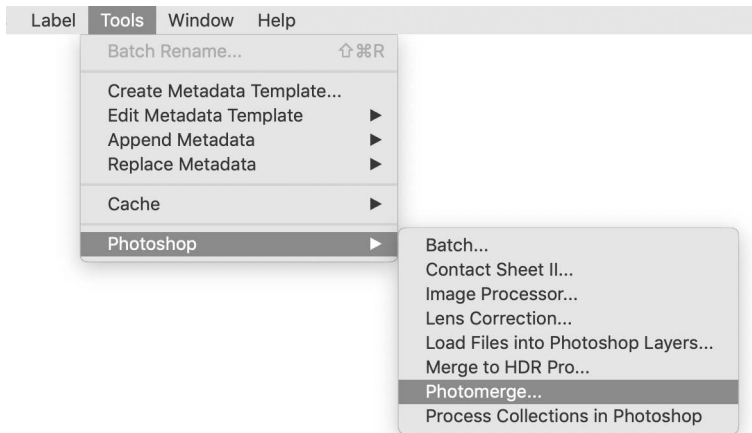 Label Tools Window Help
Batch Rename... ⇧⌘R
Create Metadata Template...
Edit Metadata Template ▶
Append Metadata ▶
Replace Metadata ▶
Cache ▶
Photoshop ▶
Batch...
Contact Sheet II...
Image Processor...
Lens Correction...
Load Files into Photoshop Layers...
Merge to HDR Pro...
Photomerge...
Process Collections in Photoshop